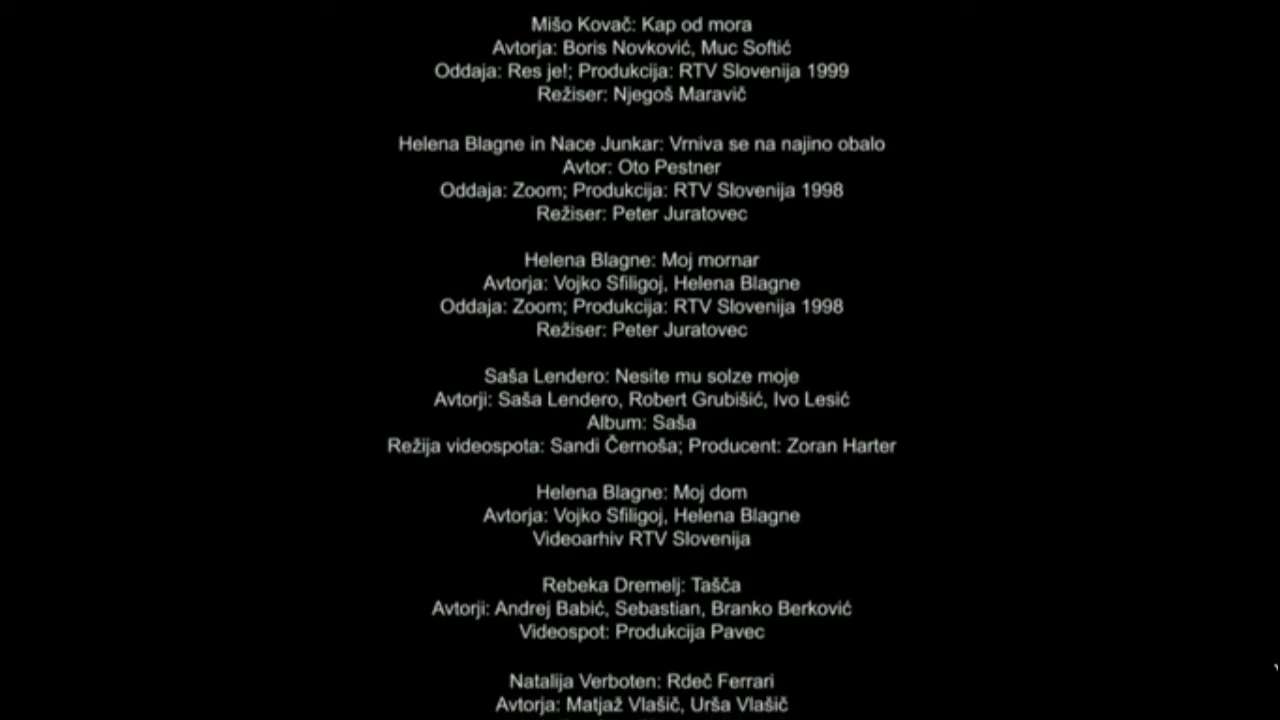 Mišo Kovač: Kap od mora
Avtorja: Boris Novković, Muc Softić
Oddaja: Res je!; Produkcija: RTV Slovenija 1999
Režiser: Njegoš Maravič
Helena Blagne in Nace Junkar: Vrniva se na najino obalo
Avtor: Oto Pestner
Oddaja: Zoom; Produkcija: RTV Slovenija 1998
Režiser: Peter Juratovec
Helena Blagne: Moj mornar
Avtorja: Vojko Sfiligoj, Helena Blagne
Oddaja: Zoom; Produkcija: RTV Slovenija 1998
Režiser: Peter Juratovec
Saša Lendero: Nesite mu solze moje
Avtorji: Saša Lendero, Robert Grubišić, Ivo Lesić
Album: Saša
Režija videospota: Sandi Černoša; Producent: Zoran Harter
Helena Blagne: Moj dom
Avtorja: Vojko Sfiligoj, Helena Blagne
Videoarhiv RTV Slovenija
Rebeka Dremelj: Tašča
Avtorji: Andrej Babić, Sebastian, Branko Berković
Videospot: Produkcija Pavec
Natalija Verboten: Rdeč Ferrari
Avtorja: Matjaž Vlašič, Urša Vlašič